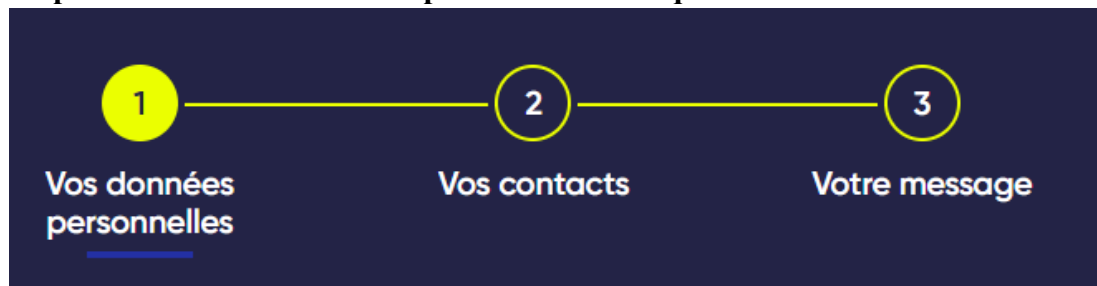 1
2
3
Vos données
personnelles
Vos contacts
Votre message